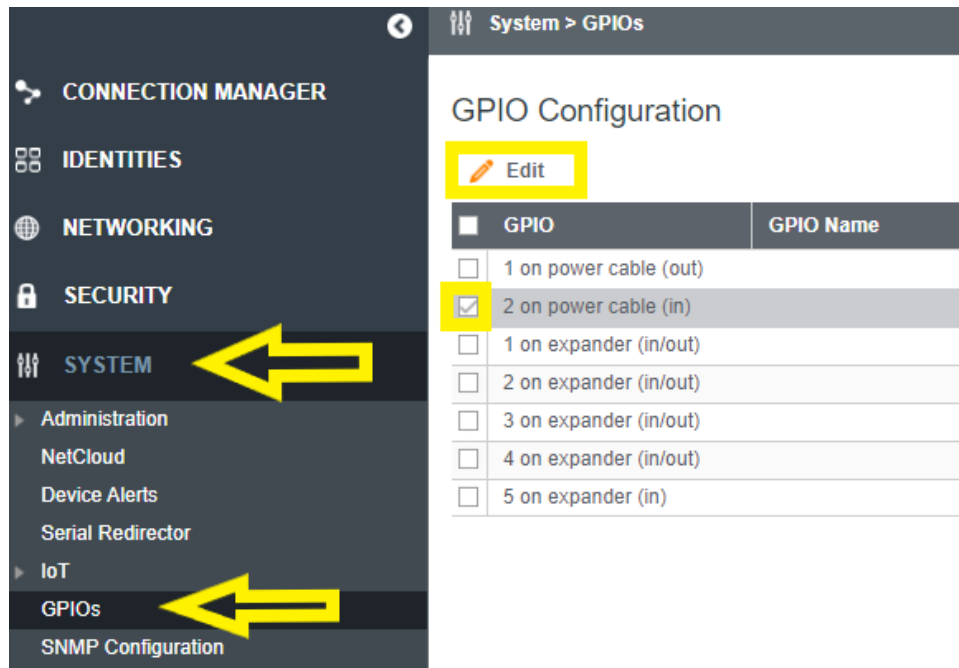 System > GPIOs
CONNECTION MANAGER
IDENTITIES
NETWORKING
SECURITY
SYSTEM
Administration
NetCloud
Device Alerts
Serial Redirector
IoT
GPIOs
SNMP Configuration
GPIO Configuration
Edit
GPIO GPIO Name
1 on power cable (out)
2 on power cable (in)
1 on expander (in/out)
2 on expander (in/out)
3 on expander (in/out)
4 on expander (in/out)
5 on expander (in)